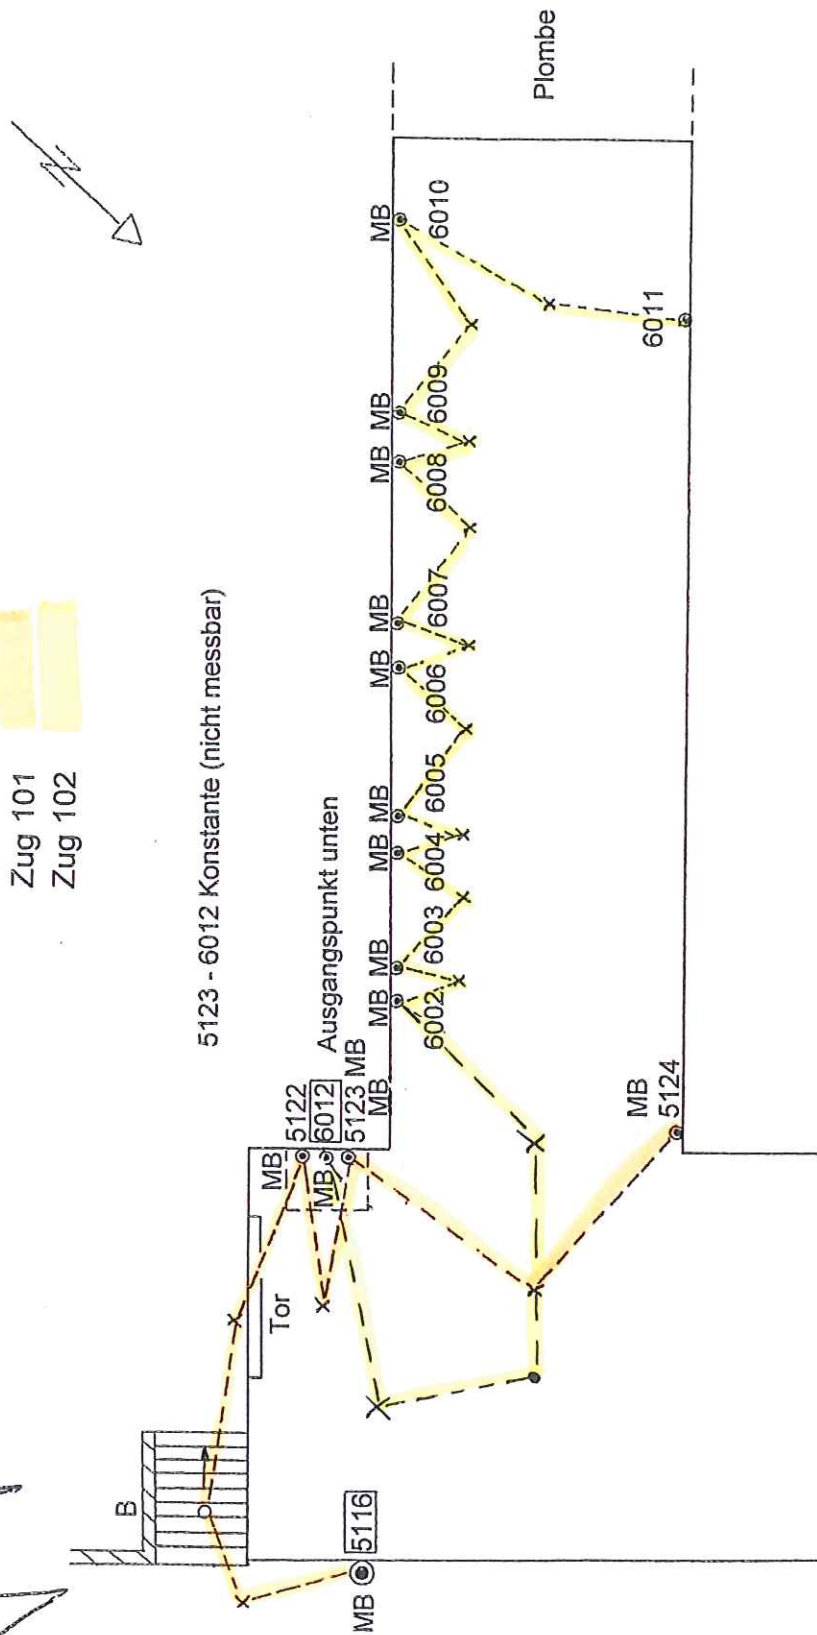 Zug 101
Zug 102
5123 - 6012 Konstante (nicht messbar)
Ausgangspunkt unten
B
Tor
MB
5116
MB
5122
MB
6012
5123
MB
MB
MB
5124
MB
6002
MB
6003
MB
6004
MB
6005
MB
6006
MB
6007
MB
6008
MB
6009
MB
6010
6011
Plombe